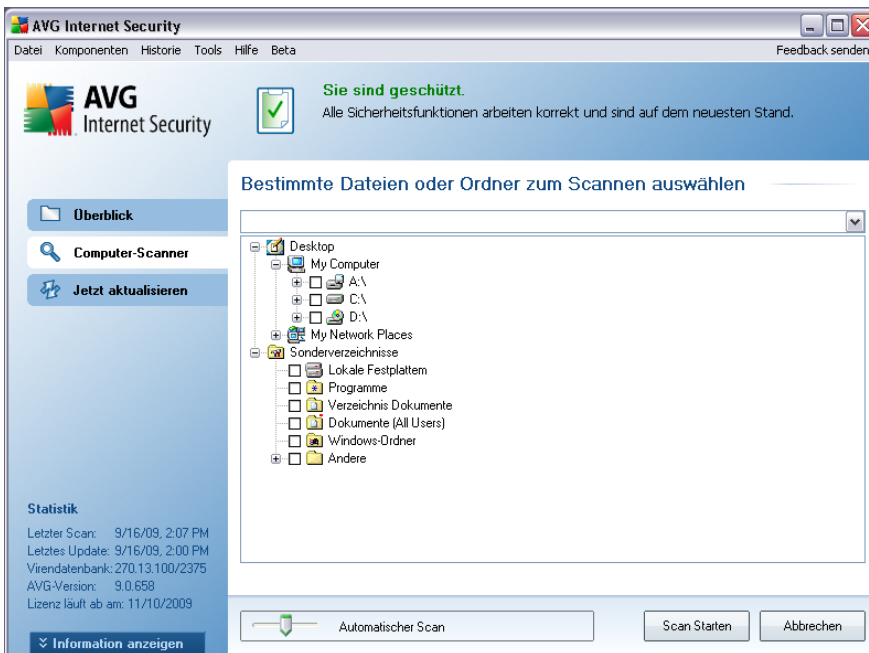 AVG Internet Security
Datei Komponenten Historie Tools Hilfe Beta Feedback senden
AVG
Internet Security
Sie sind geschützt.
Alle Sicherheitsfunktionen arbeiten korrekt und sind auf dem neuesten Stand.
Bestimmte Dateien oder Ordner zum Scannen auswählen
Überblick
Computer-Scanner
Jetzt aktualisieren
Desktop
My Computer
A:\
C:\
D:\
My Network Places
Sonderverzeichnisse
Lokale Festplattem
Programme
Verzeichnis Dokumente
Dokumente (All Users)
Windows-Ordner
Andere
Statistik
Letzter Scan: 9/16/09, 2:07 PM
Letztes Update: 9/16/09, 2:00 PM
Virendatenbank: 270.13.100/2375
AVG-Version: 9.0.658
Lizenz läuft ab am: 11/10/2009
Information anzeigen
Automatischer Scan
Scan Starten
Abbrechen